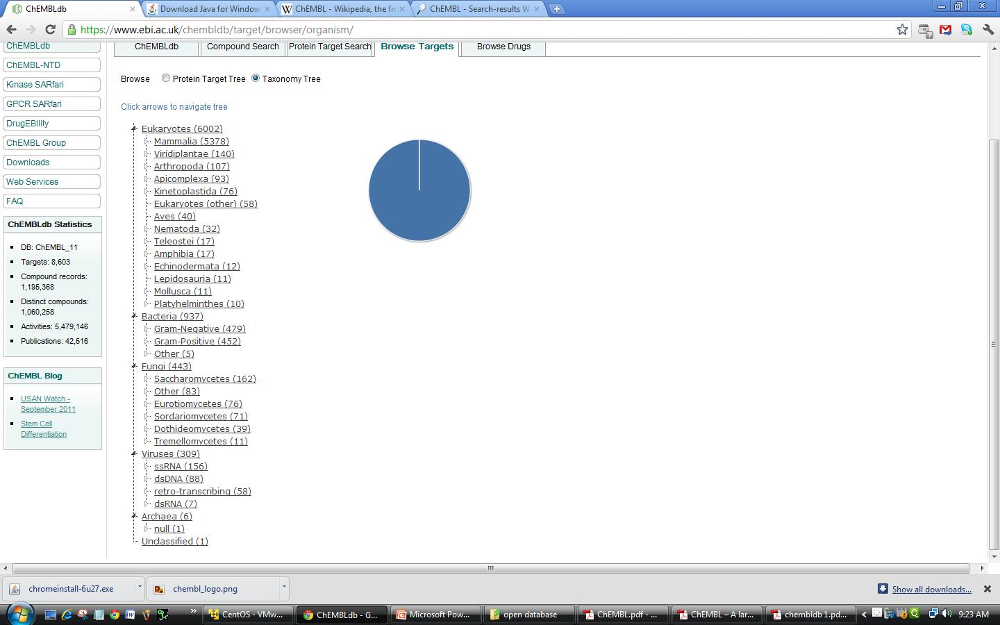 ChEMBLdb
Download Java for Window
ChEMBL - Wikipedia, the fr
ChEMBL - Search-results W
https://www.ebi.ac.uk/chembldb/target/browser/organism/
ChEMBLdb
ChEMBL-NTD
Kinase SARfari
GPCR SARfari
DrugEBIlity
ChEMBL Group
Downloads
Web Services
FAQ
ChEMBLdb Statistics
DB: ChEMBL_11
Targets: 8,603
Compound records:
1,195,368
Distinct compounds:
1,060,258
Activities: 5,479,146
Publications: 42,516
ChEMBL Blog
USAN Watch -
September 2011
Stem Cell
Differentiation
ChEMBLdb
Compound Search
Protein Target Search
Browse Targets
Browse Drugs
Browse Protein Target Tree Taxonomy Tree
Click arrows to navigate tree
Eukaryotes (6002)
Mammalia (5378)
Viridiplantae (140)
Arthropoda (107)
Apicomplexa (93)
Kinetoplastida (76)
Eukaryotes (other) (58)
Aves (40)
Nematoda (32)
Teleostei (17)
Amphibia (17)
Echinodermata (12)
Lepidosauria (11)
Mollusca (11)
Platyhelminthes (10)
Bacteria (937)
Gram-Negative (479)
Gram-Positive (452)
Other (5)
Fungi (443)
Saccharomycetes (162)
Other (83)
Eurotiomycetes (76)
Sordariomycetes (71)
Dothideomycetes (39)
Tremellomycetes (11)
Viruses (309)
ssRNA (156)
dsDNA (88)
retro-transcribing (58)
dsRNA (7)
Archaea (6)
null (1)
Unclassified (1)
chromeinstall-6u27.exe
chembl_logo.png
Show all downloads...
CentOS - VMw...
ChEMBLdb - G...
Microsoft Pow...
open database
ChEMBL.pdf - ...
ChEMBL – A lar...
chembldb 1.pd...
9:23 AM